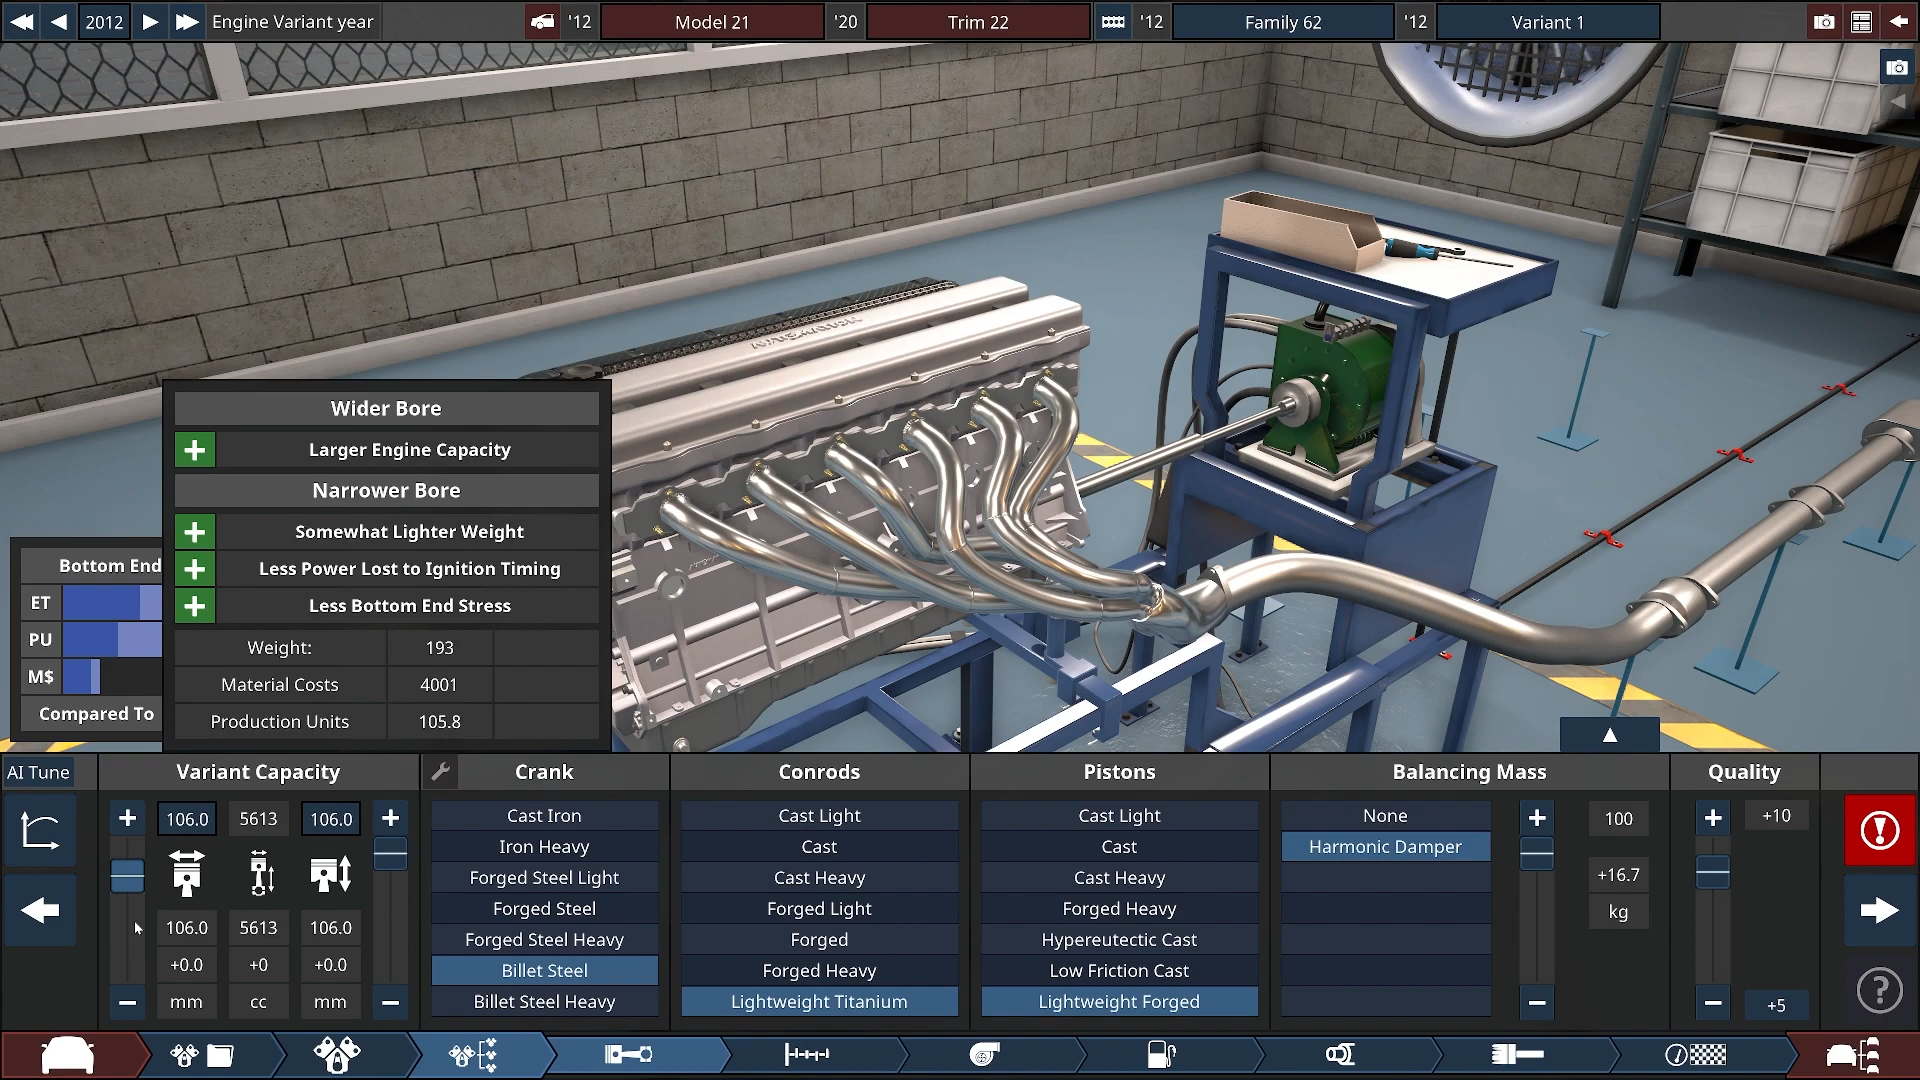 2012 Engine Variant year '12 Model 21 '20 Trim 22 '12 Family 62 '12 Variant 1
Wider Bore
+ Larger Engine Capacity
Narrower Bore
+ Somewhat Lighter Weight
+ Less Power Lost to Ignition Timing
+ Less Bottom End Stress
Weight: 193
Material Costs 4001
Production Units 105.8
Bottom End
ET
PU
M$
Compared To
AI Tune
Variant Capacity
106.0 5613 106.0
106.0 5613 106.0
+0.0 +0 +0.0
mm cc mm
Crank
Cast Iron
Iron Heavy
Forged Steel Light
Forged Steel
Forged Steel Heavy
Billet Steel
Billet Steel Heavy
Conrods
Cast Light
Cast
Cast Heavy
Forged Light
Forged
Forged Heavy
Lightweight Titanium
Pistons
Cast Light
Cast
Cast Heavy
Forged Heavy
Hypereutectic Cast
Low Friction Cast
Lightweight Forged
Balancing Mass
None
Harmonic Damper
100
+16.7
kg
Quality
+10
+5
?